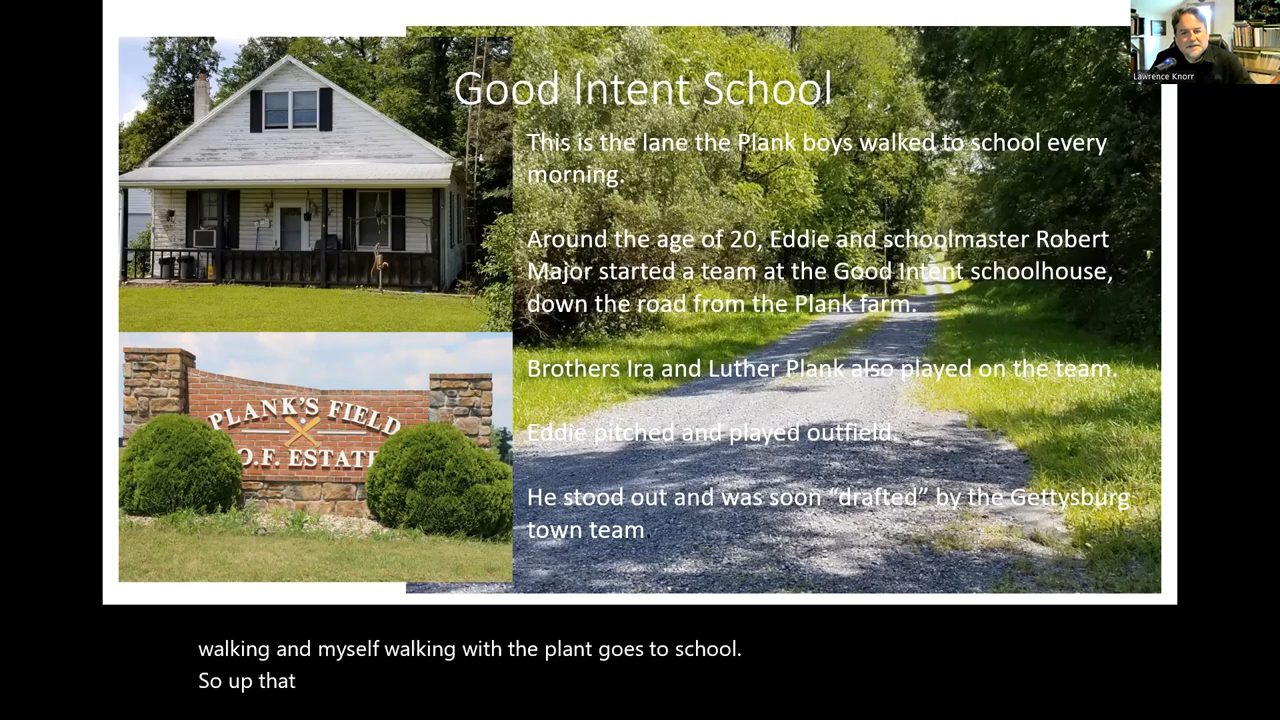 Lawrence Knorr
Good Intent School
This is the lane the Plank boys walked to school every
morning.
Around the age of 20, Eddie and schoolmaster Robert
Major started a team at the Good Intent schoolhouse,
down the road from the Plank farm.
Brothers Ira and Luther Plank also played on the team.
Eddie pitched and played outfield.
He stood out and was soon “drafted” by the Gettysburg
town team
PLANK'S FIELD
O.F. ESTATE
walking and myself walking with the plant goes to school.
So up that